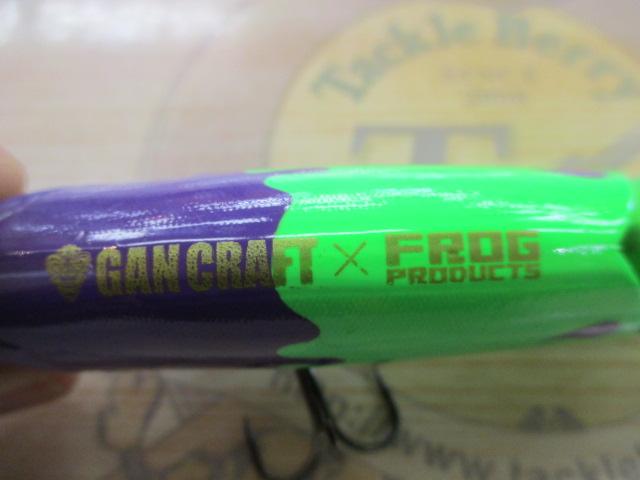 Tackle Berry
GAN CRAFT × FROG
PRODUCTS